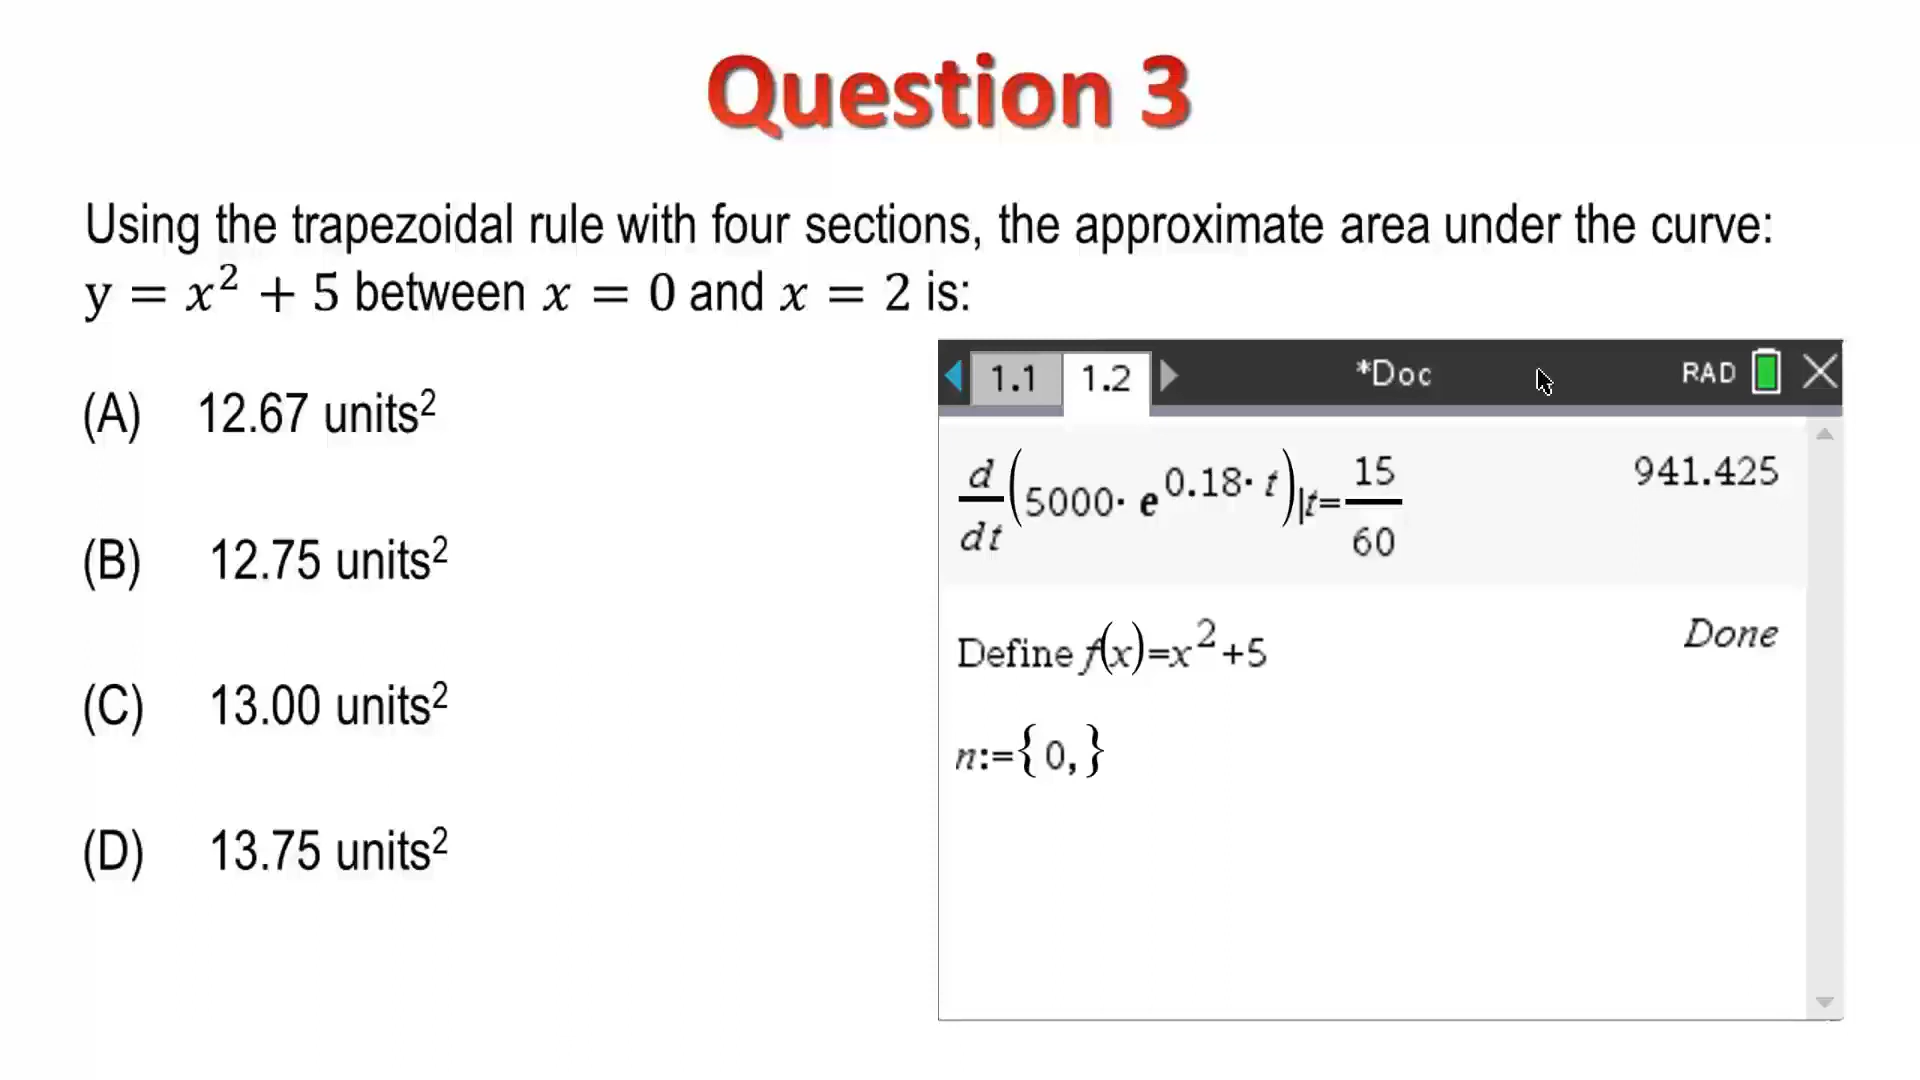 Question 3
Using the trapezoidal rule with four sections, the approximate area under the curve:
y = x² + 5 between x = 0 and x = 2 is:
(A) 12.67 units²
(B) 12.75 units²
(C) 13.00 units²
(D) 13.75 units²
1.1 1.2 *Doc RAD
d/dt(5000· e^0.18· t)|t=15/60 941.425
Define f(x)=x²+5 Done
n:={0,}